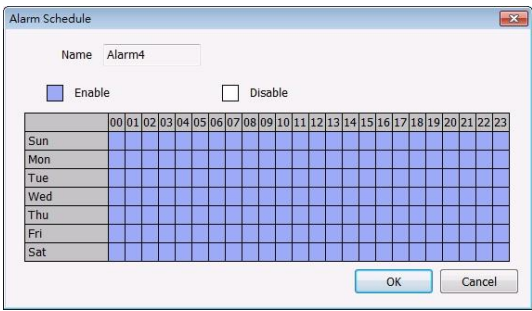 Alarm Schedule
Name Alarm4
Enable Disable
00 01 02 03 04 05 06 07 08 09 10 11 12 13 14 15 16 17 18 19 20 21 22 23
Sun
Mon
Tue
Wed
Thu
Fri
Sat
OK Cancel